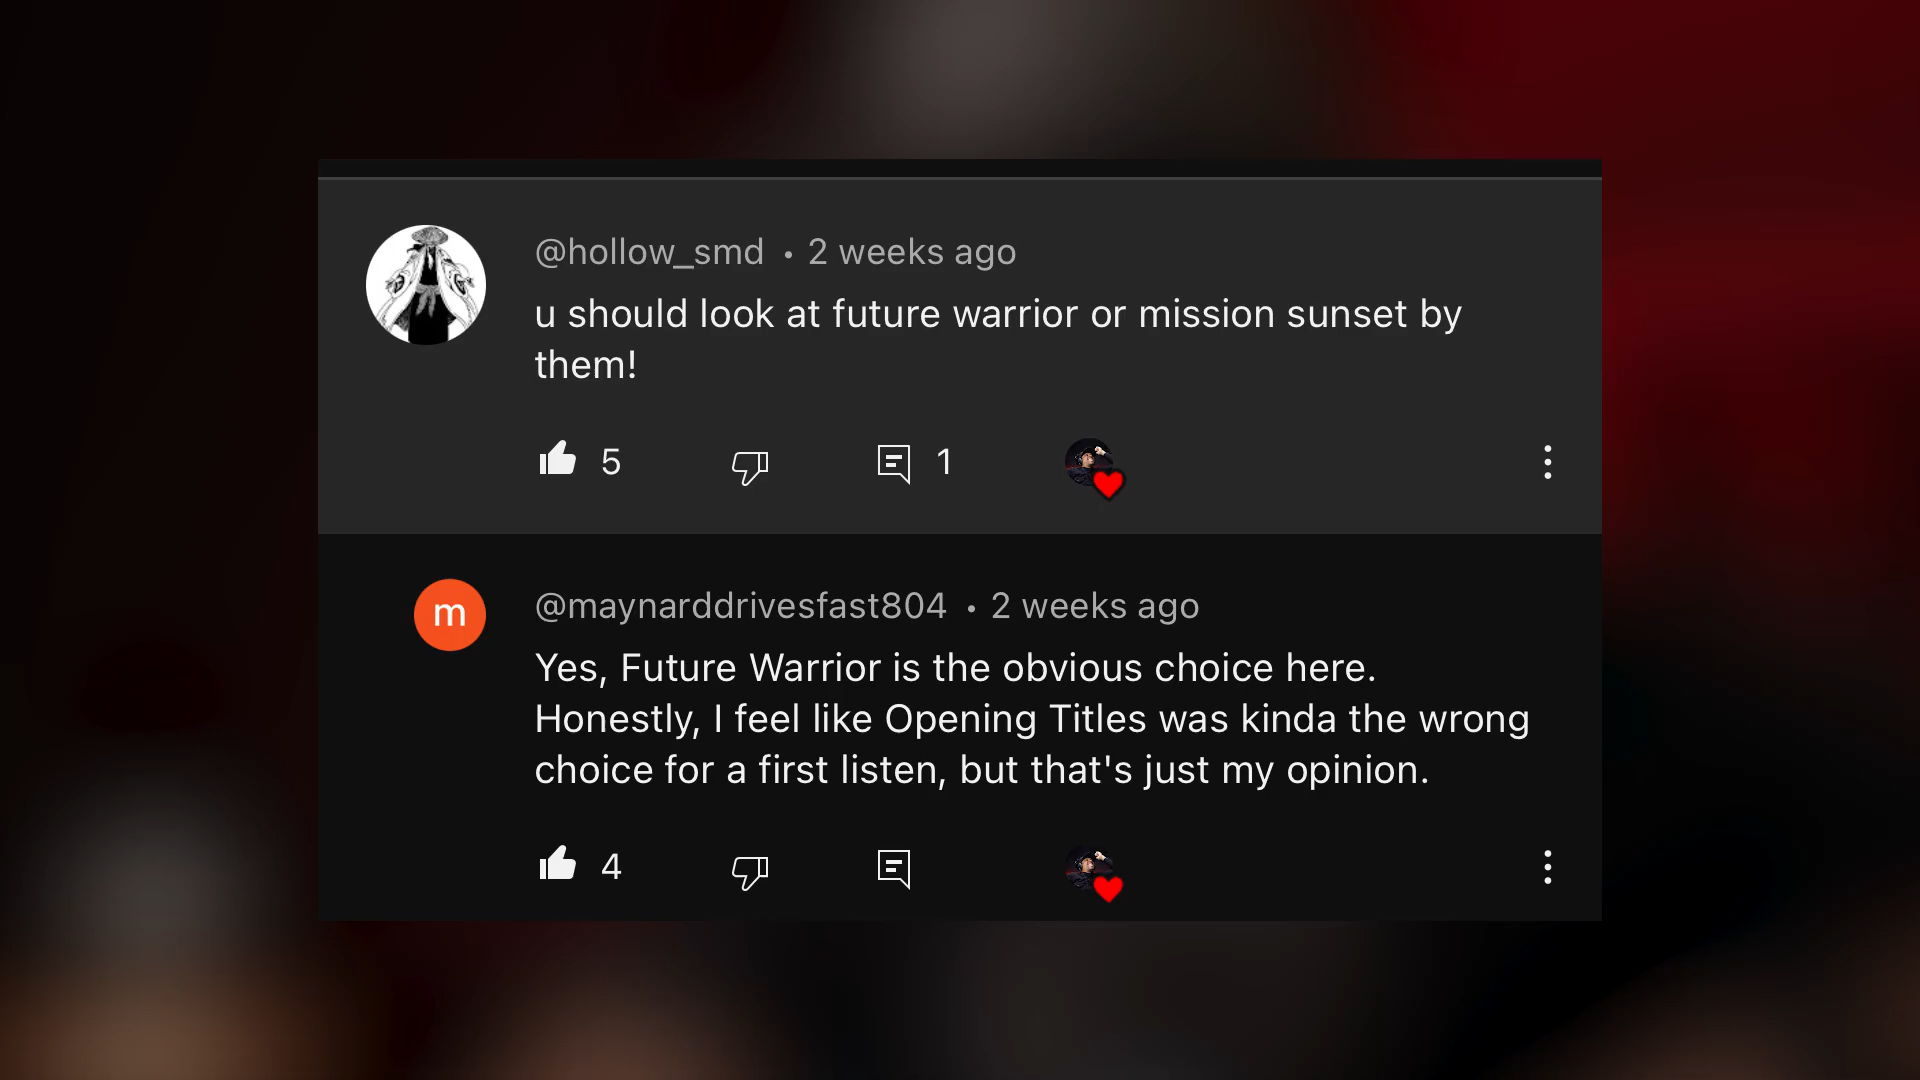 @hollow_smd • 2 weeks ago
u should look at future warrior or mission sunset by
them!
5 1
m
@maynarddrivesfast804 • 2 weeks ago
Yes, Future Warrior is the obvious choice here.
Honestly, I feel like Opening Titles was kinda the wrong
choice for a first listen, but that's just my opinion.
4